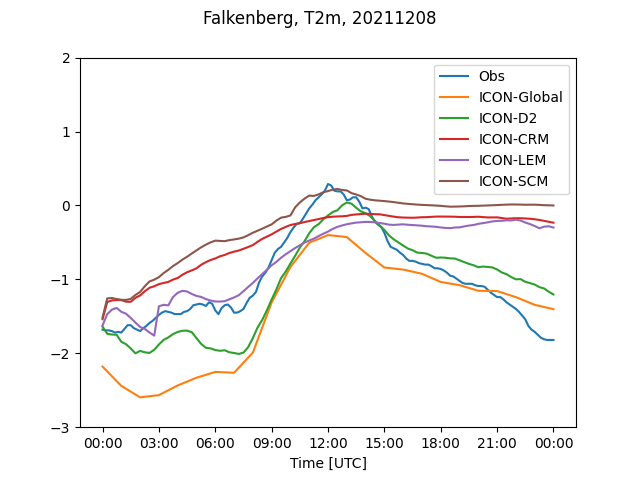 Falkenberg, T2m, 20211208
2
1
0
−1
−2
−3
Obs
ICON-Global
ICON-D2
ICON-CRM
ICON-LEM
ICON-SCM
00:00 03:00 06:00 09:00 12:00 15:00 18:00 21:00 00:00
Time [UTC]